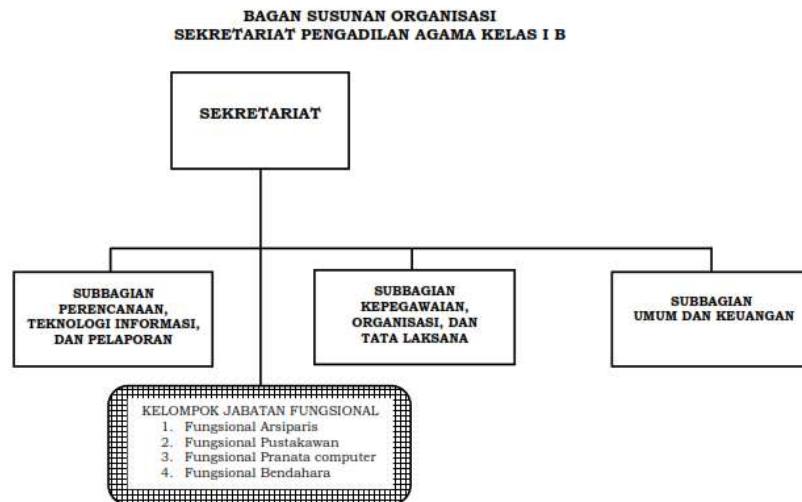 BAGAN SUSUNAN ORGANISASI
SEKRETARIAT PENGADILAN AGAMA KELAS I B
SEKRETARIAT
SUBBAGIAN
PERENCANAAN,
TEKNOLOGI INFORMASI,
DAN PELAPORAN
SUBBAGIAN
KEPEGAWAIAN,
ORGANISASI, DAN
TATA LAKSANA
SUBBAGIAN
UMUM DAN KEUANGAN
KELOMPOK JABATAN FUNGSIONAL
1. Fungsional Arsiparis
2. Fungsional Pustakawan
3. Fungsional Pranata computer
4. Fungsional Bendahara